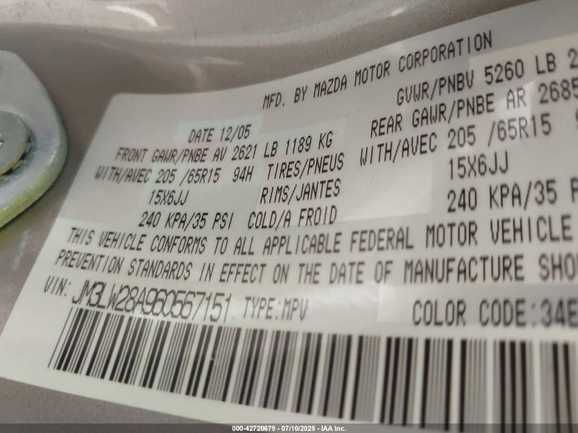 MFD. BY MAZDA MOTOR CORPORATION
DATE 12/05 GVWR/PNBV 5260 LB 2
FRONT GAWR/PNBE AV 2621 LB 1189 KG REAR GAWR/PNBE AR 2685
WITH/AVEC 205 /65R15 94H TIRES/PNEUS WITH/AVEC 205 /65R15
15X6JJ RIMS/JANTES 15X6JJ
240 KPA/35 PSI COLD/A FROID 240 KPA/35 P
THIS VEHICLE CONFORMS TO ALL APPLICABLE FEDERAL MOTOR VEHICLE
PREVENTION STANDARDS IN EFFECT ON THE DATE OF MANUFACTURE SHO
VIN: JM3LW28A960567151 TYPE:MPV COLOR CODE:34E
000-42720679 - 07/10/2025 - IAA Inc.